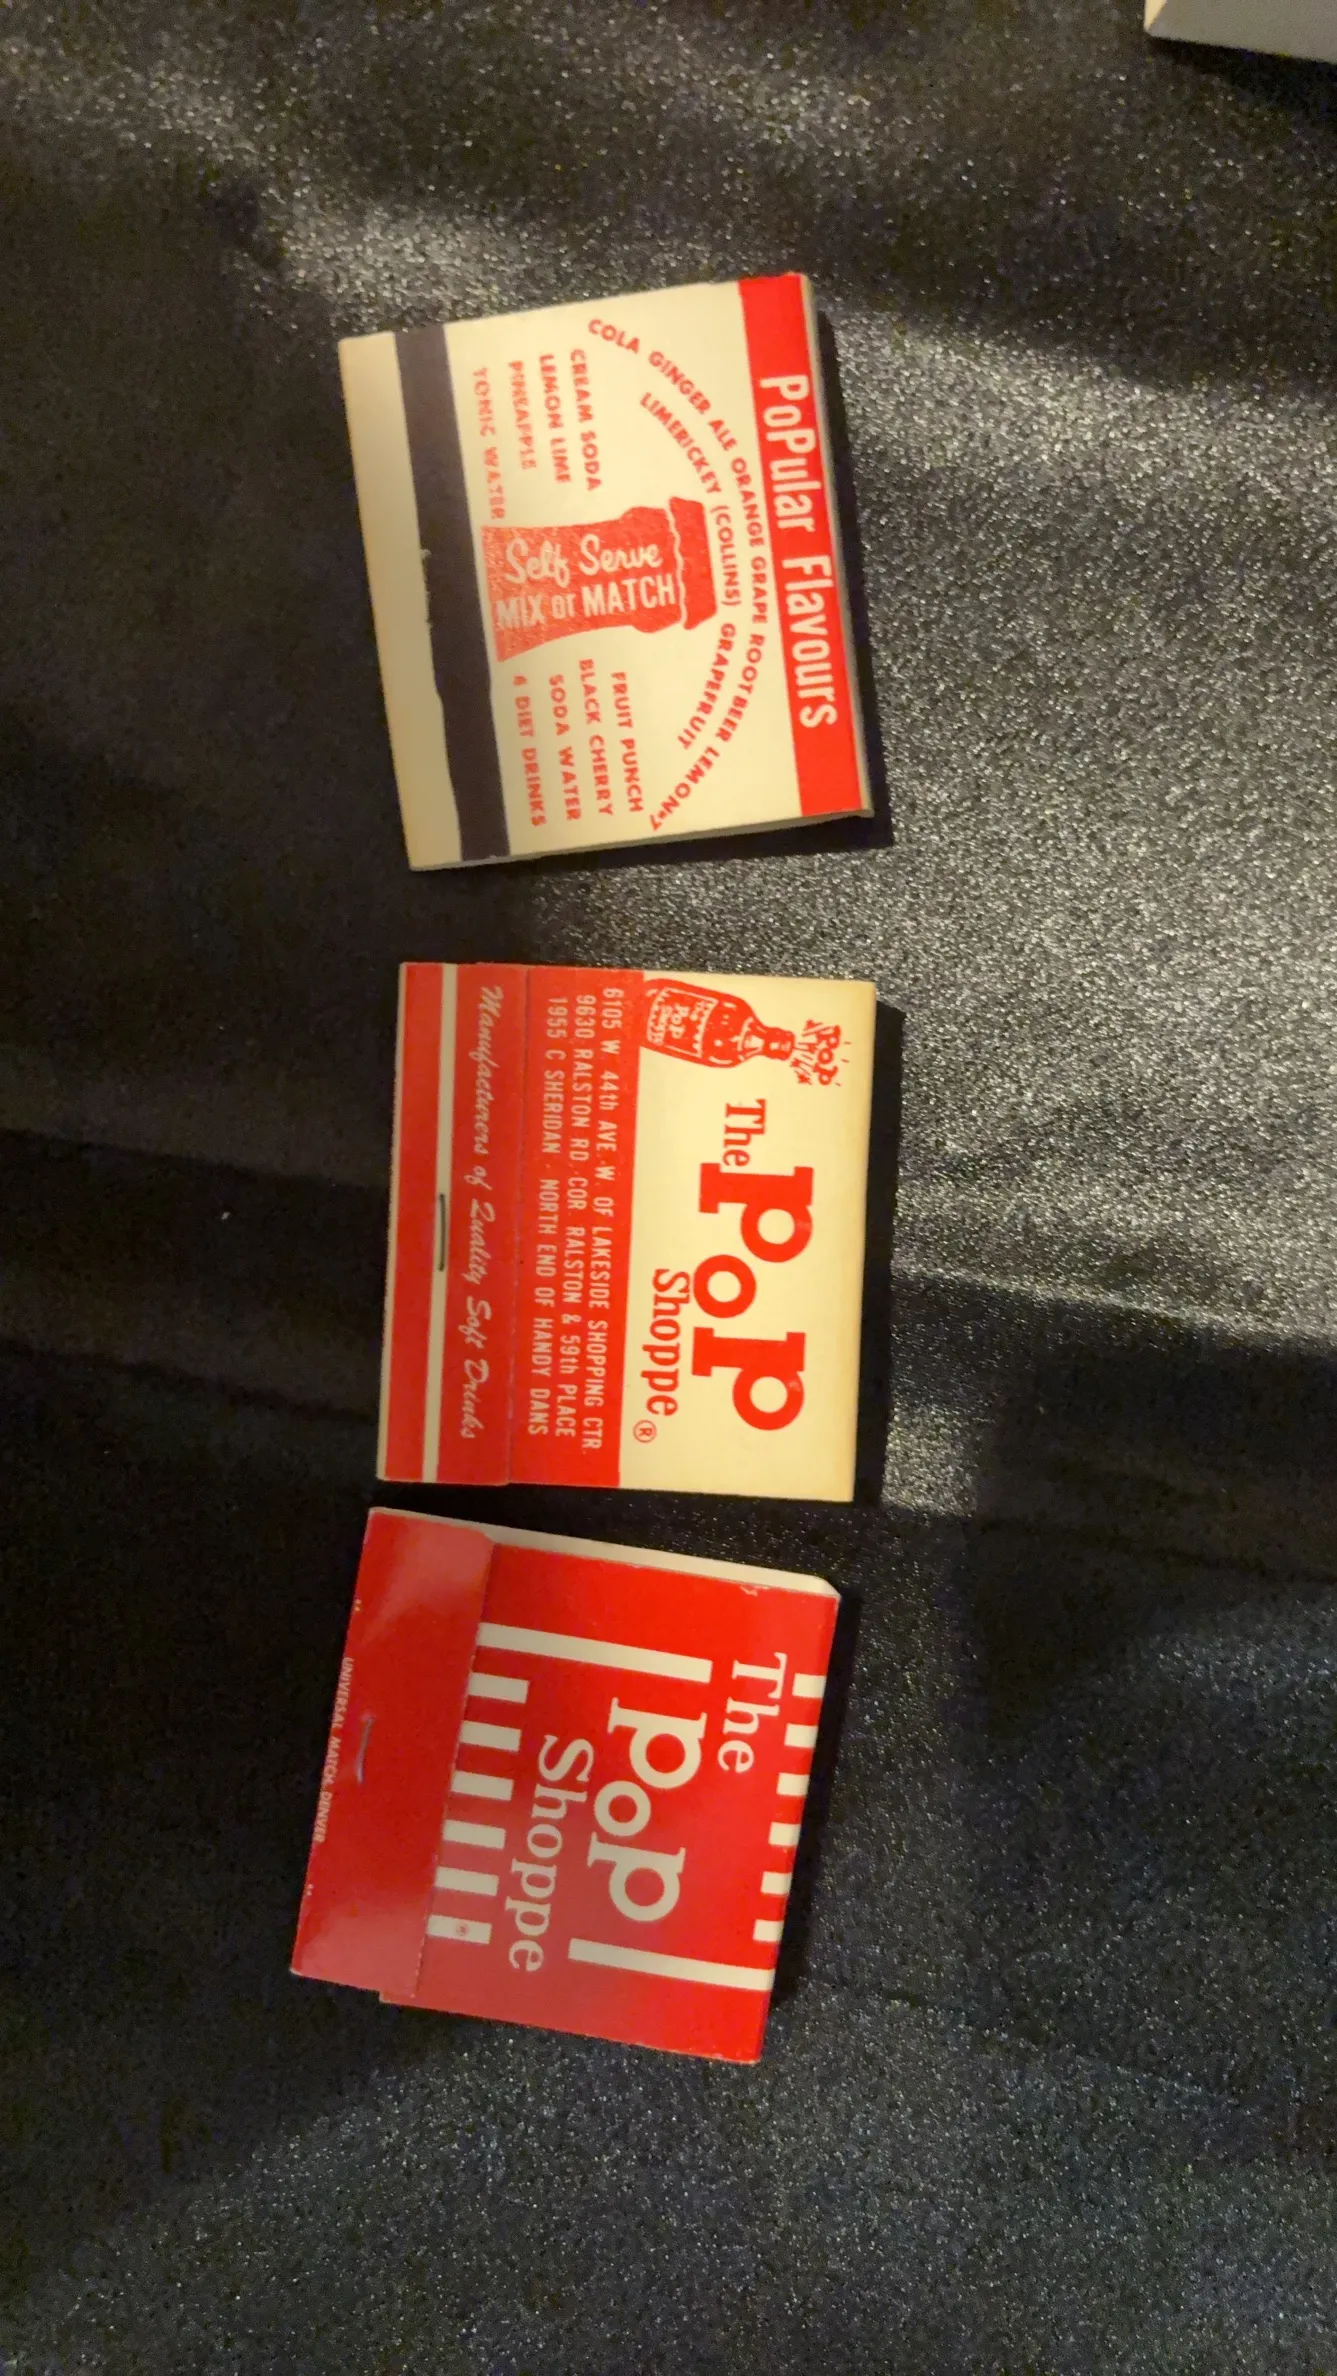 PoPular Flavours
COLA GINGER ALE ORANGE GRAPE ROOTBEER LEMON-7
LIMERICKEY (COLLINS) GRAPEFRUIT
CREAM SODA
LEMON LIME
PINEAPPLE
TONIC WATER
Self Serve
MIX or MATCH
FRUIT PUNCH
BLACK CHERRY
SODA WATER
4 DIET DRINKS
Pop
The
Pop
Shoppe®
6105 W. 44th AVE. W. OF LAKESIDE SHOPPING CTR.
9630 RALSTON RD. COR. RALSTON & 59th PLACE
1955 C SHERIDAN · NORTH END OF HANDY DANS
Manufacturers of Quality Soft Drinks
The
Pop
Shoppe
UNIVERSAL MATCH, DENVER